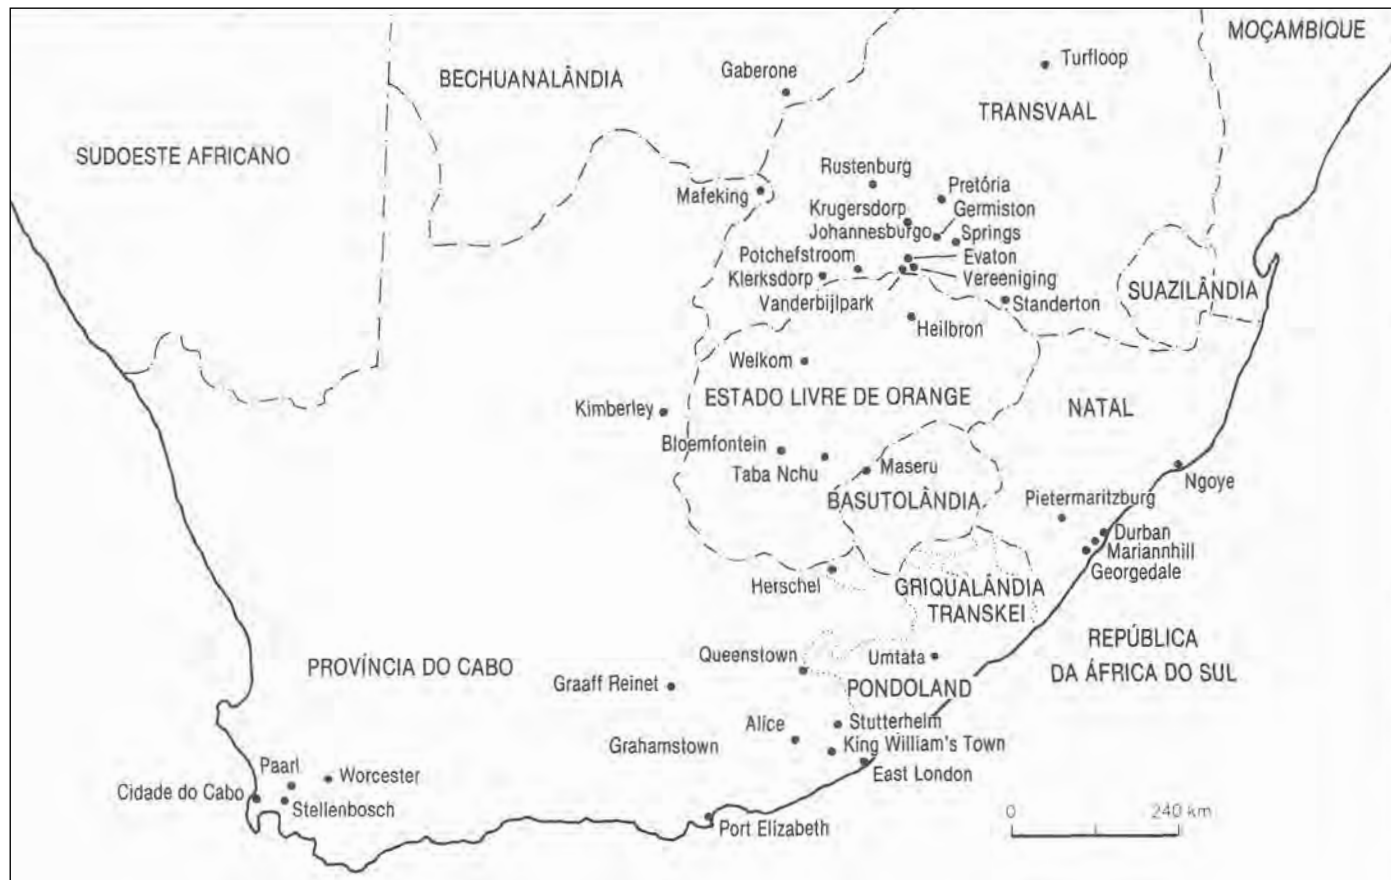 MOÇAMBIQUE
Turfloop
Gaberone
BECHUANALÂNDIA
TRANSVAAL
SUDOESTE AFRICANO
Rustenburg
Mafeking
Pretória
Krugersdorp
Germiston
Johannesburgo
Springs
Potchefstroom
Evaton
Klerksdorp
Vereeniging
Vanderbijlpark
Standerton
SUAZILÂNDIA
Heilbron
Welkom
ESTADO LIVRE DE ORANGE
Kimberley
NATAL
Bloemfontein
Taba Nchu
Maseru
Ngoye
BASUTOLÂNDIA
Pietermaritzburg
Durban
Mariannhill
Georgedale
Herschel
GRIQUALÂNDIA
TRANSKEI
REPÚBLICA
DA ÁFRICA DO SUL
Queenstown
Umtata
PROVÍNCIA DO CABO
Graaff Reinet
PONDOLAND
Alice
Stutterhelm
Grahamstown
King William's Town
East London
Paarl
Worcester
Cidade do Cabo
Stellenbosch
Port Elizabeth
0 240 km